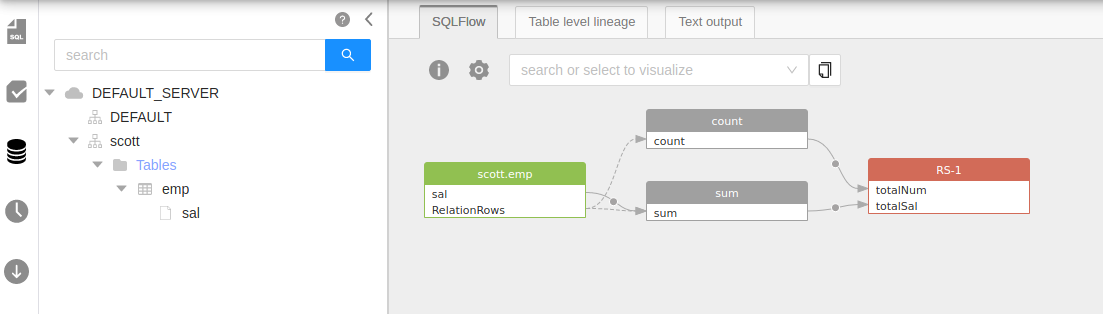 SQL
?
search
DEFAULT_SERVER
DEFAULT
scott
Tables
emp
sal
SQLFlow
Table level lineage
Text output
i
search or select to visualize
scott.emp
sal
RelationRows
count
count
sum
sum
RS-1
totalNum
totalSal